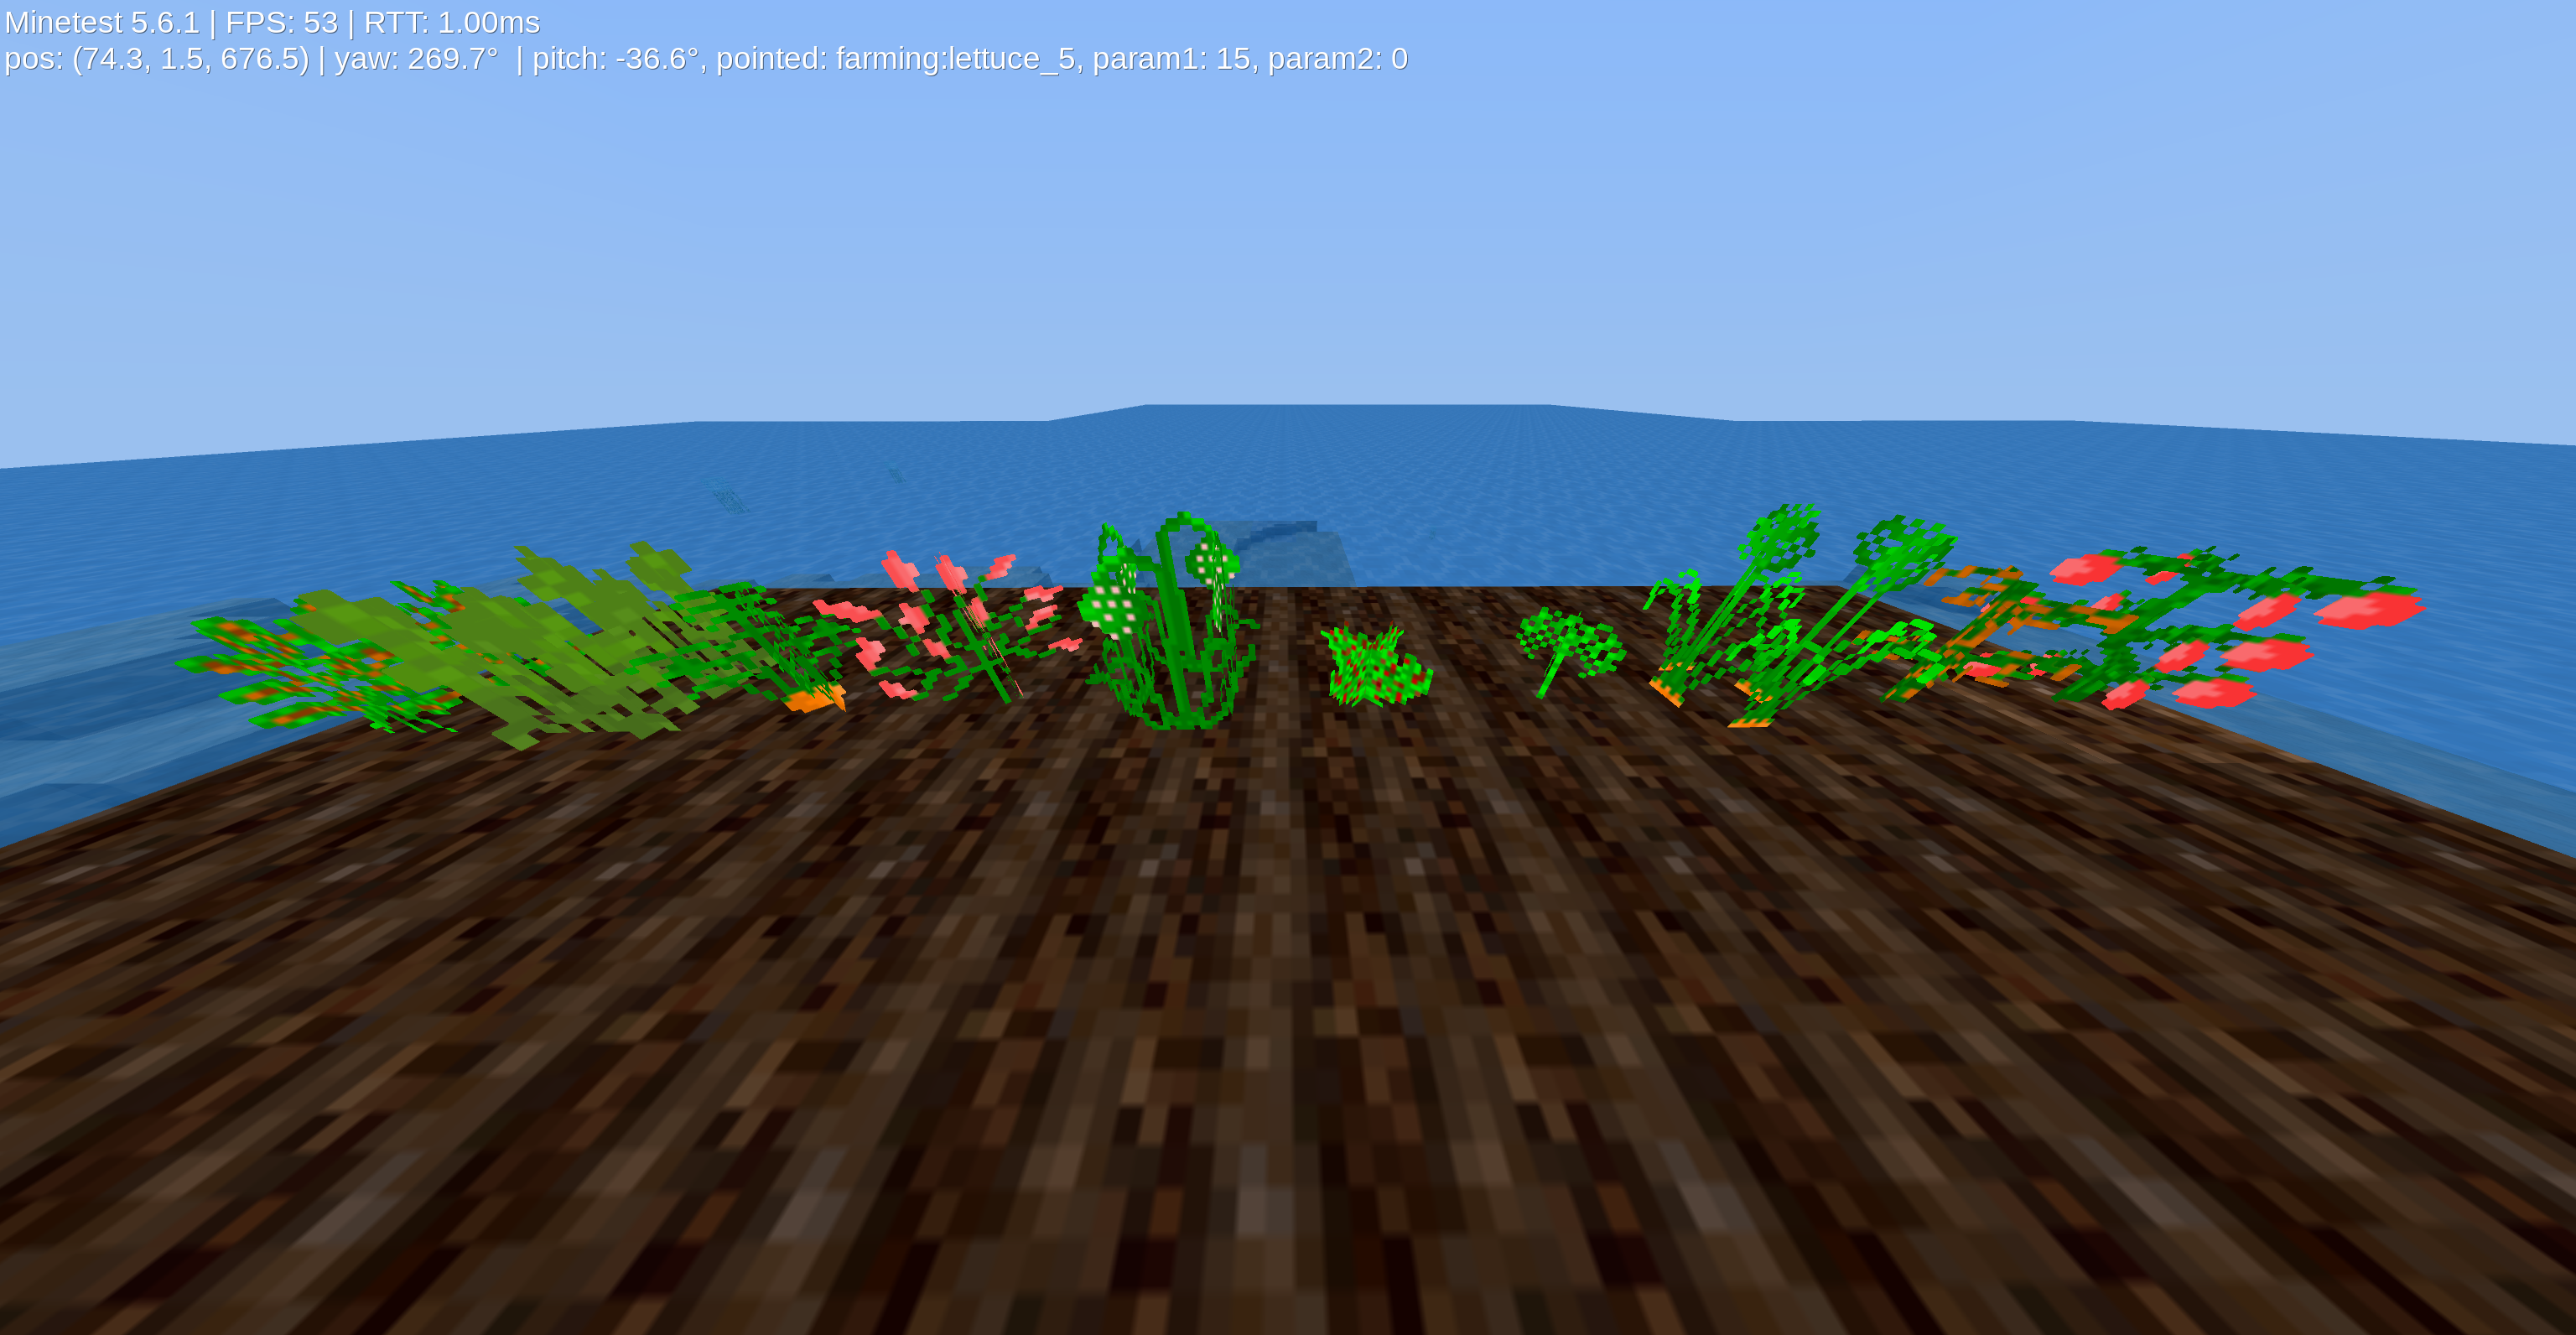 Minetest 5.6.1 | FPS: 53 | RTT: 1.00ms
pos: (74.3, 1.5, 676.5) | yaw: 269.7° | pitch: -36.6°, pointed: farming:lettuce_5, param1: 15, param2: 0